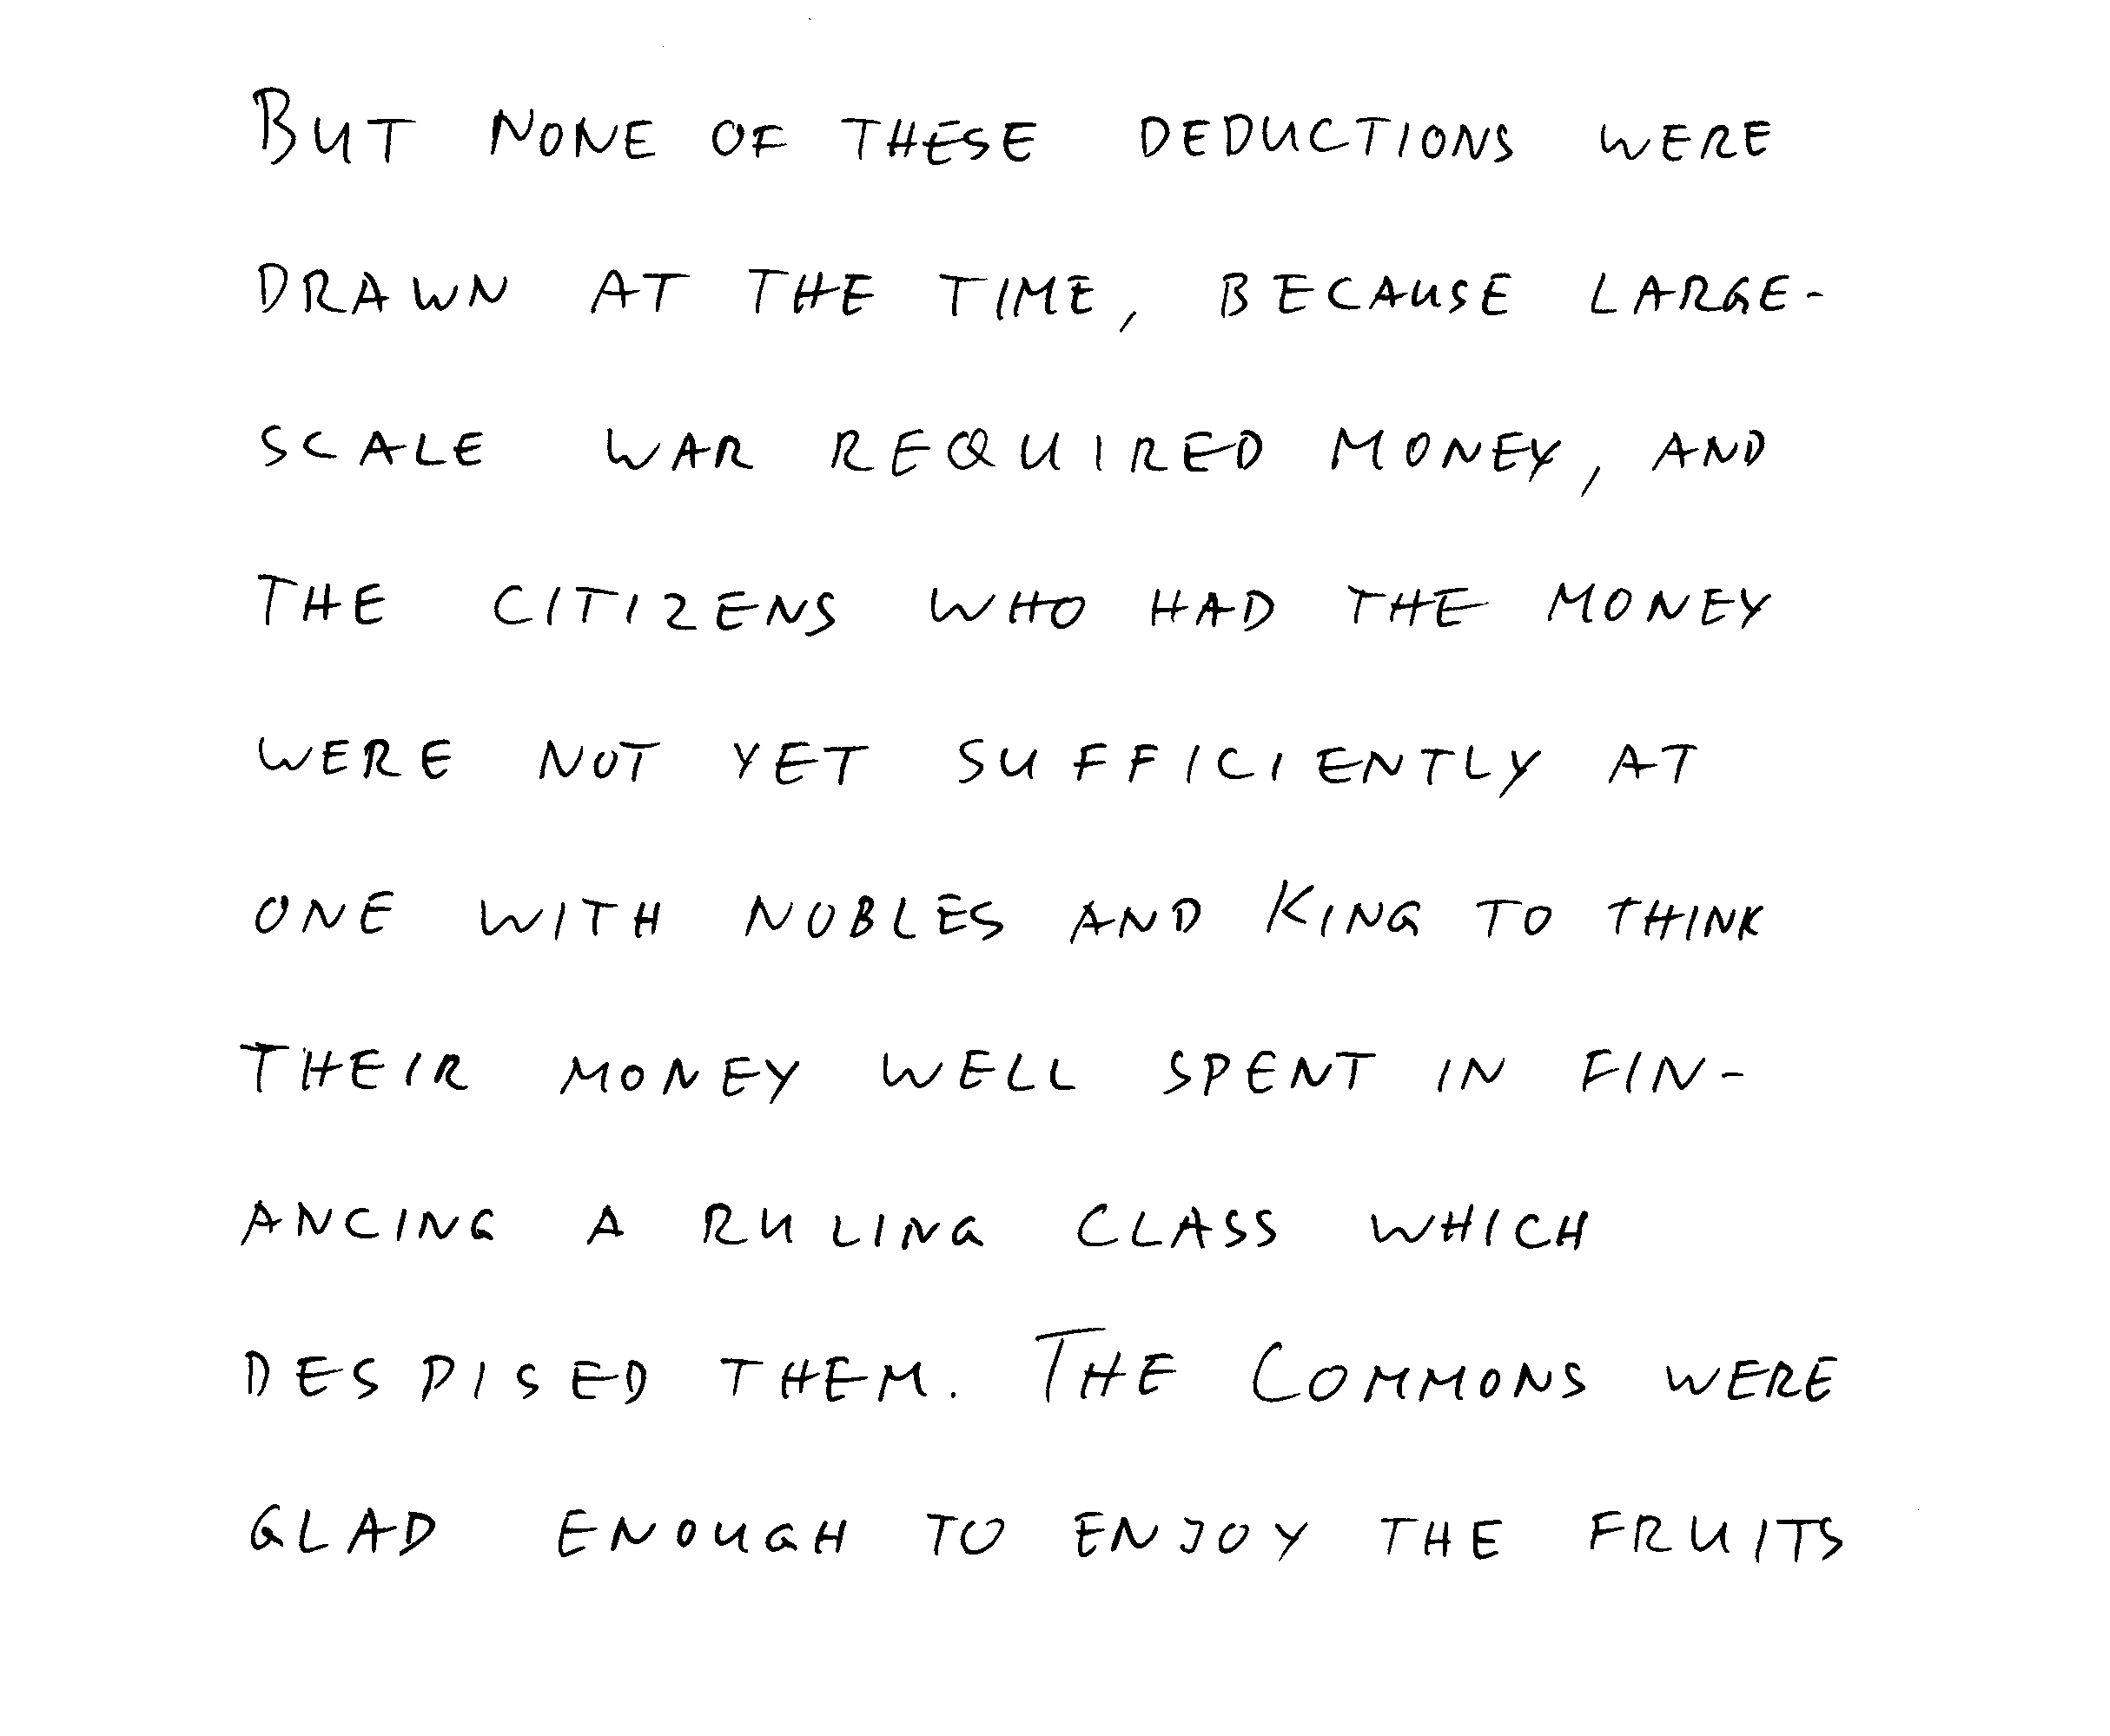 BUT NONE OF THESE DEDUCTIONS WERE
DRAWN AT THE TIME, BECAUSE LARGE-
SCALE WAR REQUIRED MONEY, AND
THE CITIZENS WHO HAD THE MONEY
WERE NOT YET SUFFICIENTLY AT
ONE WITH NOBLES AND KING TO THINK
THEIR MONEY WELL SPENT IN FIN-
ANCING A RULING CLASS WHICH
DESPISED THEM. THE COMMONS WERE
GLAD ENOUGH TO ENJOY THE FRUITS